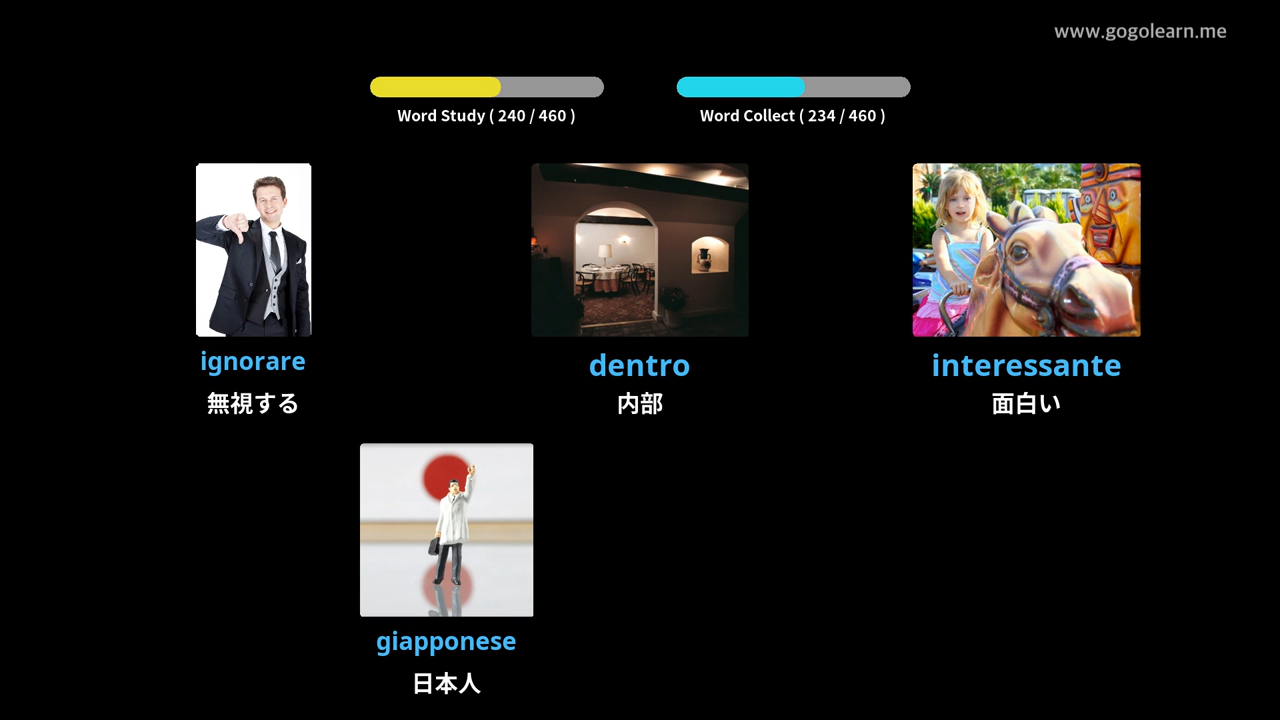 www.gogolearn.me
Word Study ( 240 / 460 )
Word Collect ( 234 / 460 )
ignorare
無視する
dentro
内部
interessante
面白い
giapponese
日本人